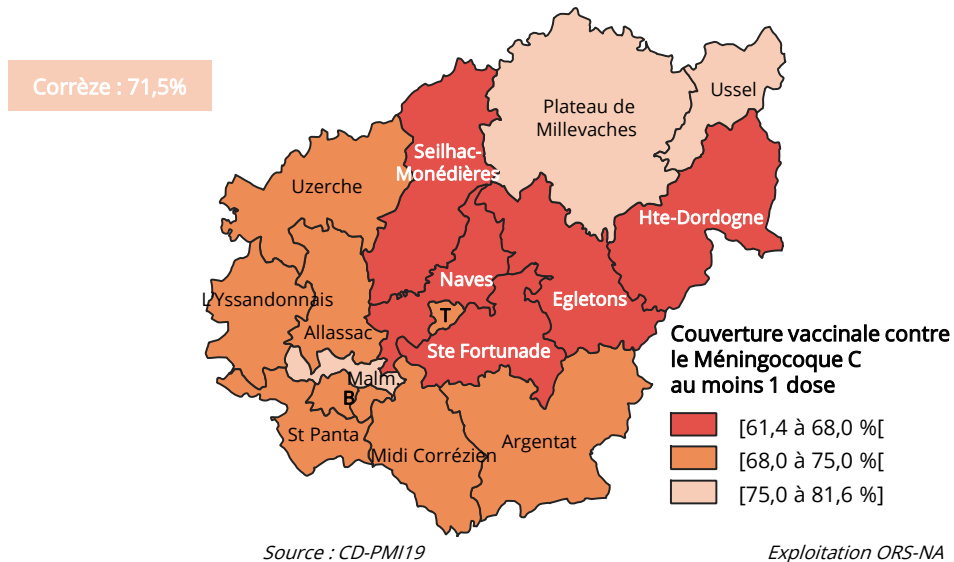 Corrèze : 71,5%
Plateau de
Millevaches
Ussel
Seilhac-
Monédières
Uzerche
Hte-Dordogne
Naves
Egletons
L'Yssandonnais
T
Allassac
Ste Fortunade
Malm.
B
St Panta
Midi Corrézien
Argentat
Couverture vaccinale contre
le Méningocoque C
au moins 1 dose
[61,4 à 68,0 %[
[68,0 à 75,0 %[
[75,0 à 81,6 %]
Source : CD-PMI19
Exploitation ORS-NA